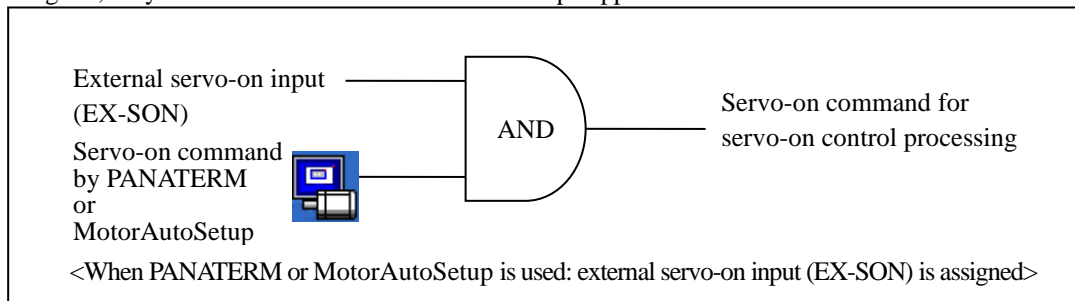 External servo-on input
(EX-SON)
Servo-on command
by PANATERM
or
MotorAutoSetup
AND
Servo-on command for
servo-on control processing
<When PANATERM or MotorAutoSetup is used: external servo-on input (EX-SON) is assigned>